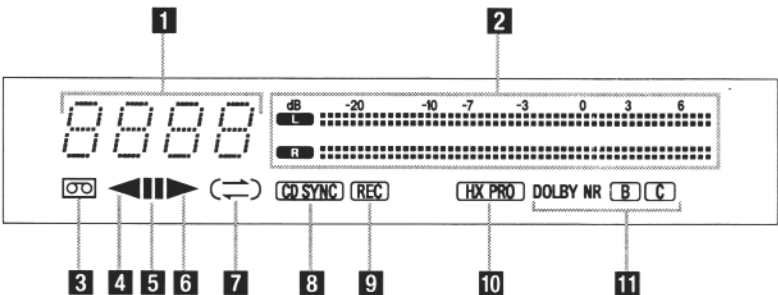 1 2
dB -20 -10 -7 -3 0 3 6
8888 L
R
CD SYNC REC HX PRO DOLBY NR B C
3 4 5 6 7 8 9 10 11